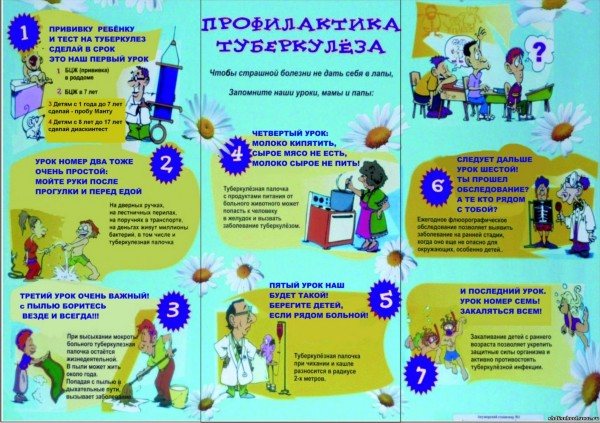 ПРОФИЛАКТИКА
ТУБЕРКУЛЁЗА
Чтобы страшной болезни не дать себя в лапы,
Запомните наши уроки, мамы и папы:
1
ПРИВИВКУ РЕБЁНКУ
И ТЕСТ НА ТУБЕРКУЛЕЗ
СДЕЛАЙ В СРОК
ЭТО НАШ ПЕРВЫЙ УРОК
1. БЦЖ (прививка)
в роддоме
2. БЦЖ в 7 лет
3 Детям с 1 года до 7 лет
сделай - пробу Манту
4 Детям с 8 лет до 17 лет
сделай диаскинтест
2
УРОК НОМЕР ДВА ТОЖЕ
ОЧЕНЬ ПРОСТОЙ:
МОЙТЕ РУКИ ПОСЛЕ
ПРОГУЛКИ И ПЕРЕД ЕДОЙ
На дверных ручках,
на лестничных перилах,
на поручнях в транспорте,
на деньгах живут миллионы
бактерий, в том числе и
туберкулезная палочка
3
ТРЕТИЙ УРОК ОЧЕНЬ ВАЖНЫЙ!
с ПЫЛЬЮ БОРИТЕСЬ
ВЕЗДЕ И ВСЕГДА!!!
При высыхании мокроты
больного туберкулезная
палочка остаётся
жизнедеятельной.
В пыли может жить
около года.
Попадая с пылью в
дыхательные пути,
вызывает заболевание
4
ЧЕТВЕРТЫЙ УРОК:
МОЛОКО КИПЯТИТЬ,
СЫРОЕ МЯСО НЕ ЕСТЬ,
МОЛОКО СЫРОЕ НЕ ПИТЬ!
Туберкулезная палочка
с продуктами питания от
больного животного может
попасть к человеку
в желудок и вызвать
заболевание туберкулёзом.
5
ПЯТЫЙ УРОК НАШ
БУДЕТ ТАКОЙ!
БЕРЕГИТЕ ДЕТЕЙ,
ЕСЛИ РЯДОМ БОЛЬНОЙ!
Туберкулёзная палочка
при чихании и кашле
разносится в радиусе
2-х метров.
?
6
СЛЕДУЕТ ДАЛЬШЕ
УРОК ШЕСТОЙ!
ТЫ ПРОШЕЛ
ОБСЛЕДОВАНИЕ?
А ТЕ КТО РЯДОМ
С ТОБОЙ?
Ежегодное флюорографическое
обследование позволяет выявить
заболевание на ранней стадии,
когда оно еще не опасно для
окружающих, особенно детей..
7
И ПОСЛЕДНИЙ УРОК.
УРОК НОМЕР СЕМЬ!
ЗАКАЛЯТЬСЯ ВСЕМ!
Закаливание детей с раннего
возраста позволяет укрепить
защитные силы организма и
активно противостоять
туберкулёзной инфекции.